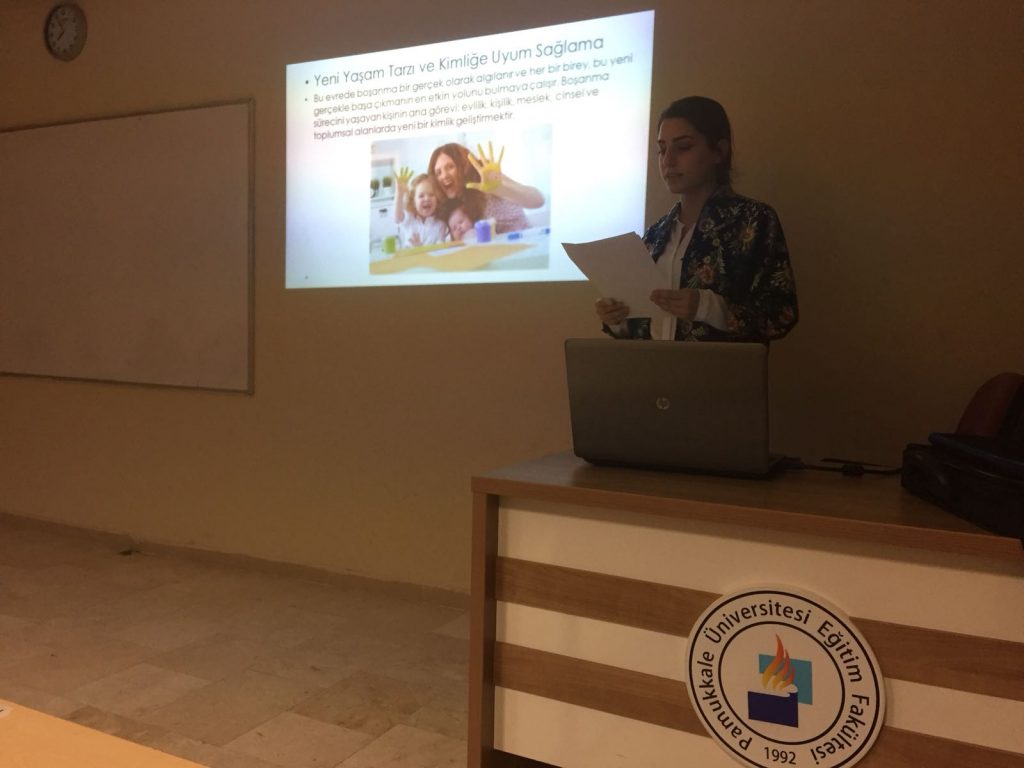 • Yeni Yaşam Tarzı ve Kimliğe Uyum Sağlama
• Bu evrede boşanma bir gerçek olarak algılanır ve her bir birey, bu yeni
gerçekle başa çıkmanın en etkin yolunu bulmaya çalışır. Boşanma
sürecini yaşayan kişinin ana görevi; evlilik, kişilik, meslek, cinsel ve
toplumsal alanlarda yeni bir kimlik geliştirmektir.
hp
Pamukkale Üniversitesi Eğitim Fakültesi
1992